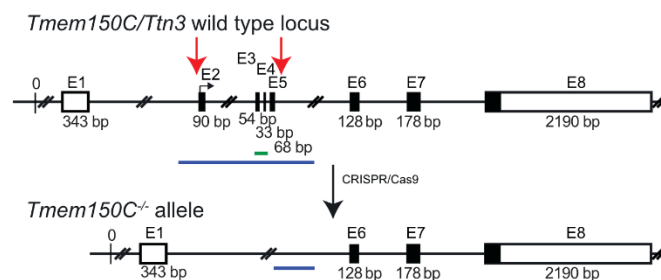 Tmem150C/Ttn3 wild type locus
0 E1 E2 E3 E4 E5 E6 E7 E8
343 bp 90 bp 54 bp 33 bp 68 bp 128 bp 178 bp 2190 bp
CRISPR/Cas9
Tmem150C-/- allele
0 E1 E6 E7 E8
343 bp 128 bp 178 bp 2190 bp